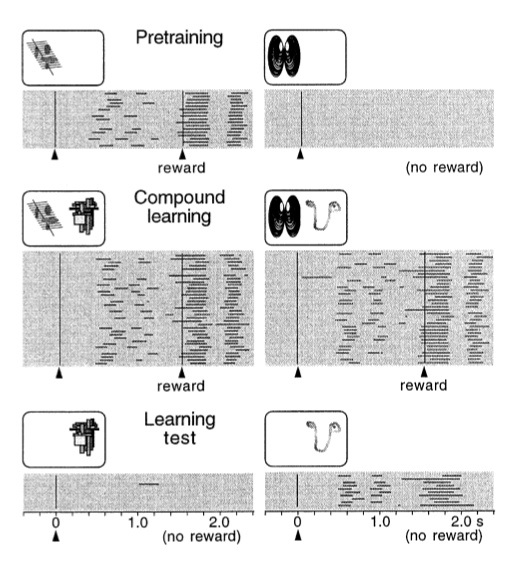 Pretraining
reward
(no reward)
Compound
learning
reward
reward
Learning
test
0 1.0 2.0
(no reward)
0 1.0 2.0 s
(no reward)